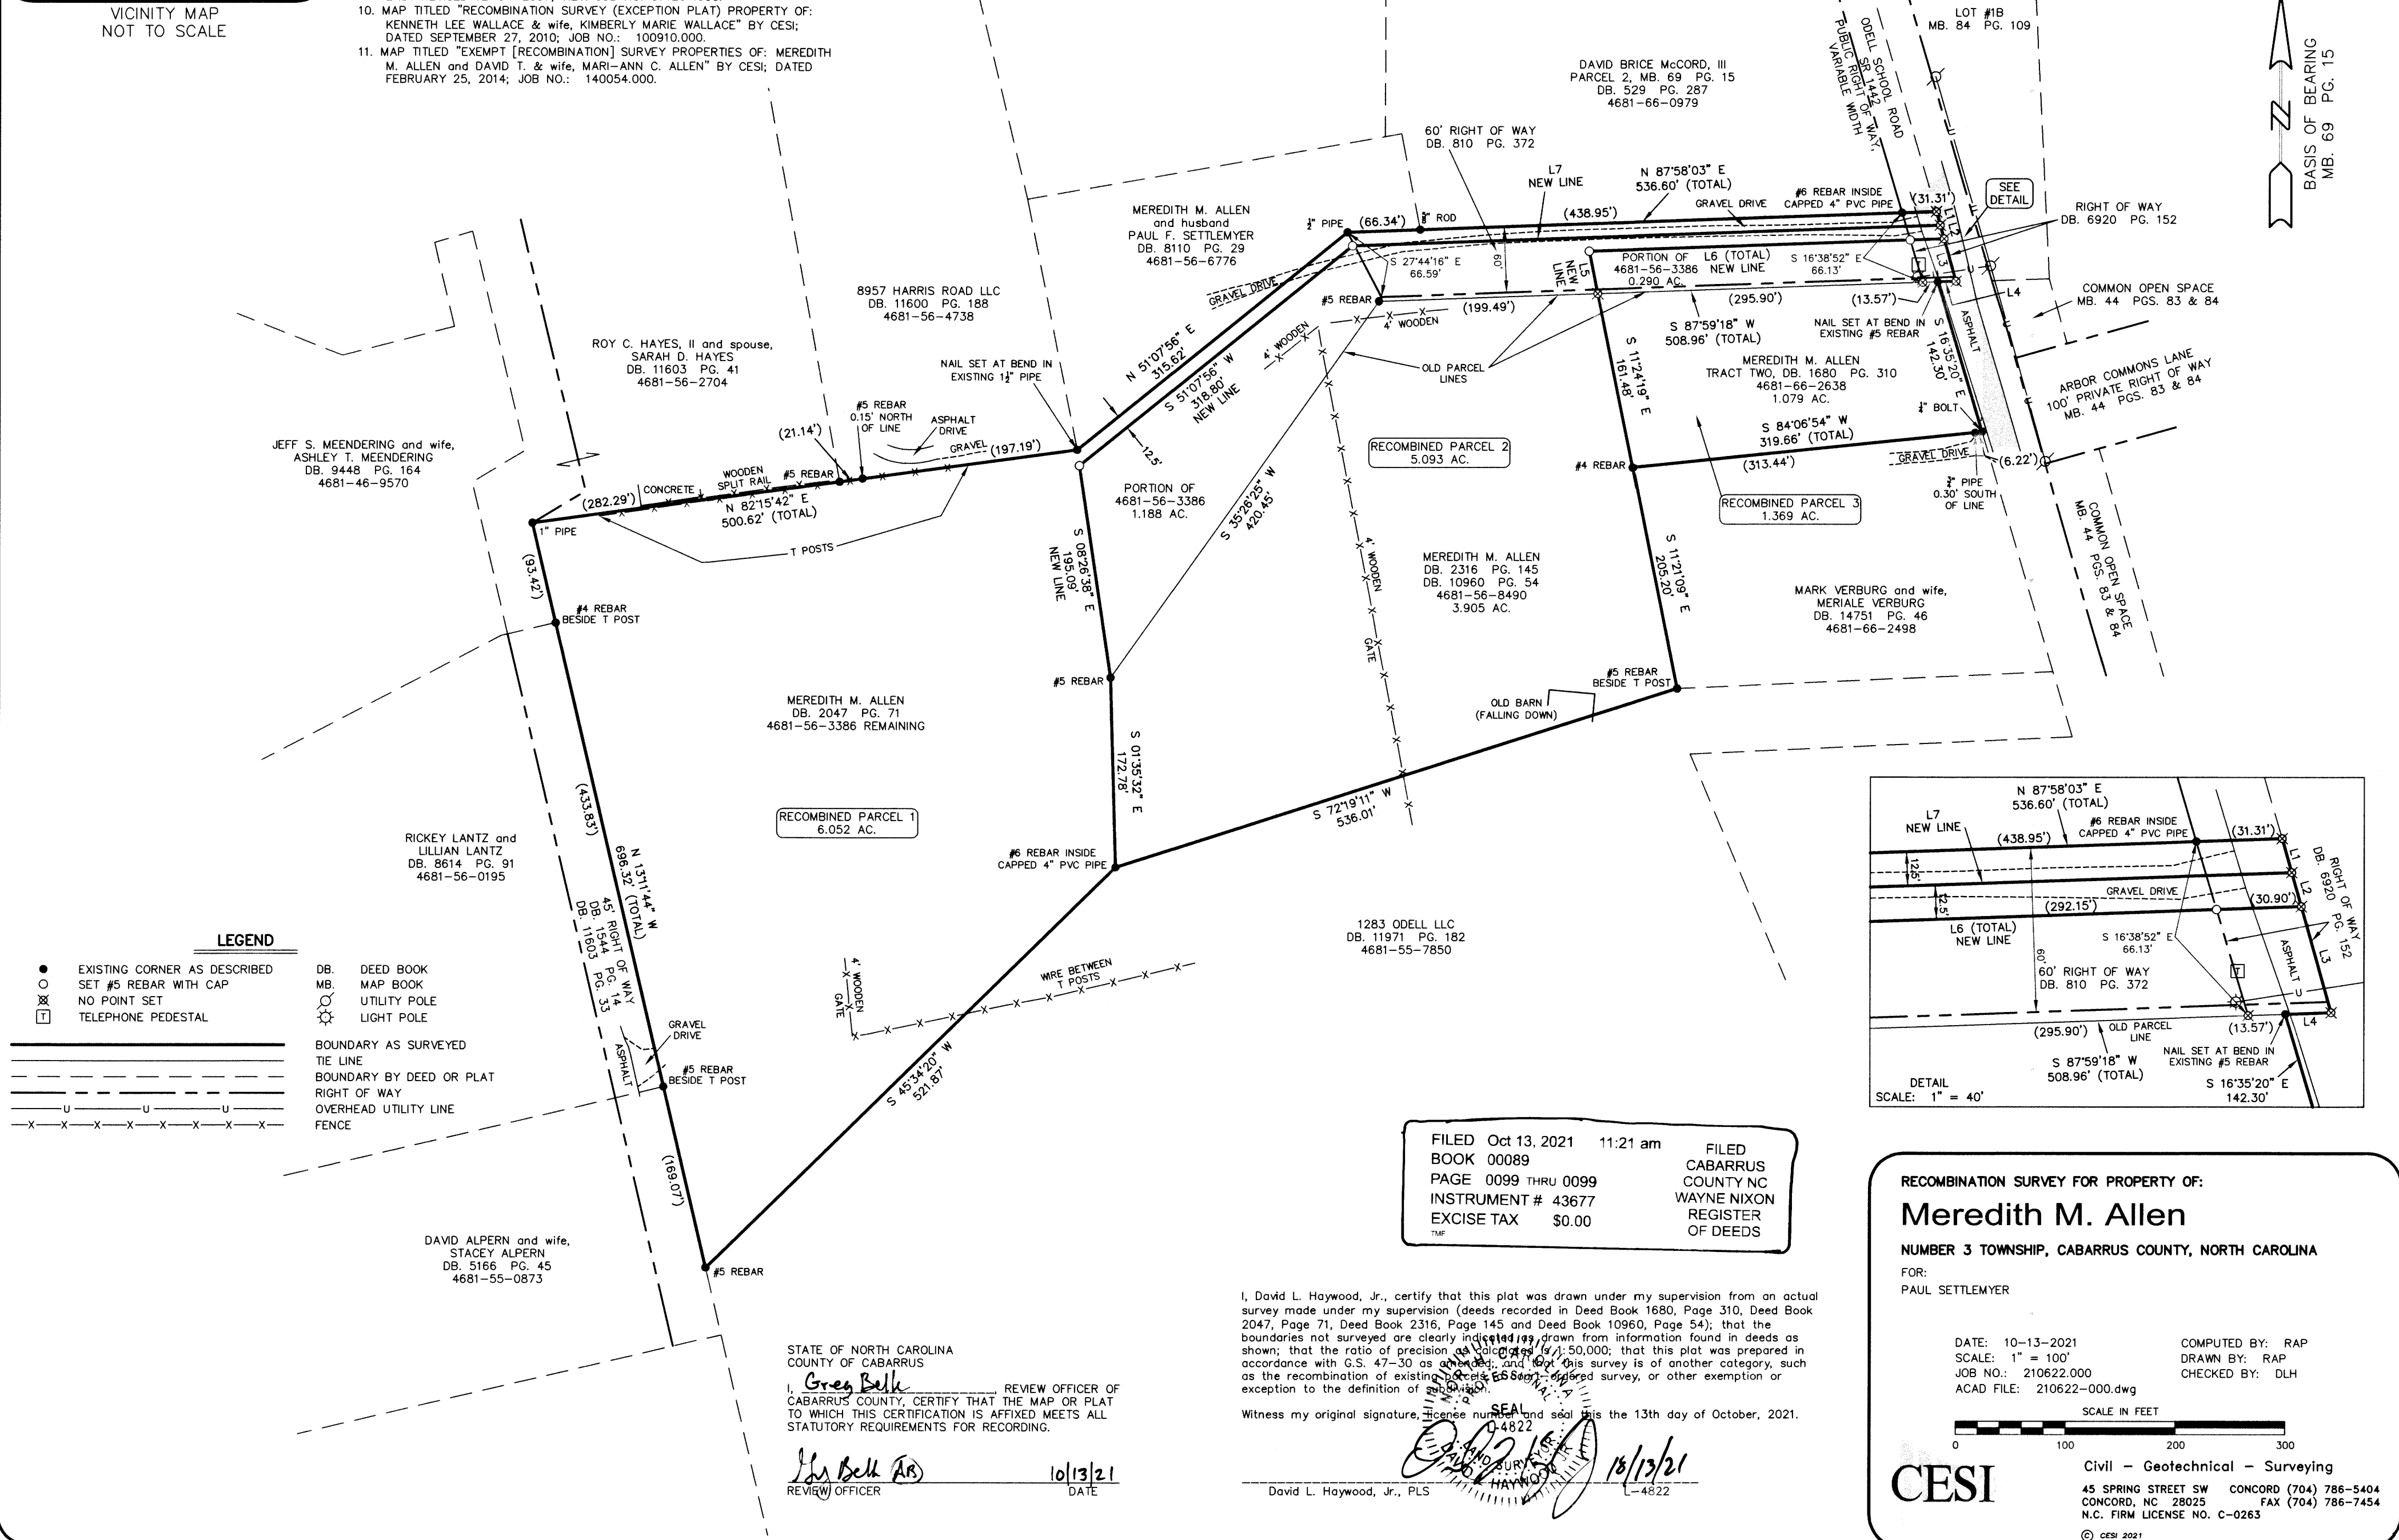 VICINITY MAP
NOT TO SCALE
10. MAP TITLED "RECOMBINATION SURVEY (EXCEPTION PLAT) PROPERTY OF:
KENNETH LEE WALLACE & wife, KIMBERLY MARIE WALLACE" BY CESI;
DATED SEPTEMBER 27, 2010; JOB NO.: 100910.000.
11. MAP TITLED "EXEMPT [RECOMBINATION] SURVEY PROPERTIES OF: MEREDITH
M. ALLEN and DAVID T. & wife, MARI-ANN C. ALLEN" BY CESI; DATED
FEBRUARY 25, 2014; JOB NO.: 140054.000.
DAVID BRICE McCORD, III
PARCEL 2, MB. 69 PG. 15
DB. 529 PG. 287
4681-66-0979
ODELL SCHOOL ROAD
SR 1442
PUBLIC RIGHT OF WAY,
VARIABLE WIDTH
LOT #1B
MB. 84 PG. 109
N
BASIS OF BEARING
MB. 69 PG. 15
60' RIGHT OF WAY
DB. 810 PG. 372
L7
NEW LINE
N 87°58'03" E
536.60' (TOTAL)
#6 REBAR INSIDE
CAPPED 4" PVC PIPE
(31.31')
SEE
DETAIL
RIGHT OF WAY
DB. 6920 PG. 152
MEREDITH M. ALLEN
and husband
PAUL F. SETTLEMYER
DB. 8110 PG. 29
4681-56-6776
½" PIPE
(66.34')
ROD
(438.95')
GRAVEL DRIVE
L1
L2
L3
L4
U
S 27°44'16" E
66.59'
60'
L5
NEW
LINE
PORTION OF
4681-56-3386
0.290 AC.
L6 (TOTAL)
NEW LINE
S 16°38'52" E
66.13'
T
GRAVEL DRIVE
#5 REBAR
(199.49')
4' WOODEN
4' WOODEN
(295.90')
(13.57')
S 87°59'18" W
508.96' (TOTAL)
NAIL SET AT BEND IN
EXISTING #5 REBAR
ASPHALT
COMMON OPEN SPACE
MB. 44 PGS. 83 & 84
8957 HARRIS ROAD LLC
DB. 11600 PG. 188
4681-56-4738
ROY C. HAYES, II and spouse,
SARAH D. HAYES
DB. 11603 PG. 41
4681-56-2704
N 51°07'56" E
315.62'
S 51°07'56" W
318.80'
NEW LINE
12.5'
OLD PARCEL
LINES
S 11°24'19" E
161.48'
MEREDITH M. ALLEN
TRACT TWO, DB. 1680 PG. 310
4681-66-2638
1.079 AC.
S 16°35'20" E
142.30'
ARBOR COMMONS LANE
100' PRIVATE RIGHT OF WAY
MB. 44 PGS. 83 & 84
NAIL SET AT BEND IN
EXISTING 1½" PIPE
#5 REBAR
0.15' NORTH
OF LINE
ASPHALT
DRIVE
(21.14')
GRAVEL
(197.19')
JEFF S. MEENDERING and wife,
ASHLEY T. MEENDERING
DB. 9448 PG. 164
4681-46-9570
WOODEN
SPLIT RAIL
#5 REBAR
CONCRETE
(282.29')
N 82°15'42" E
500.62' (TOTAL)
1" PIPE
T POSTS
BOLT
S 84°06'54" W
319.66' (TOTAL)
(313.44')
#4 REBAR
GRAVEL DRIVE
(6.22')
PIPE
0.30' SOUTH
OF LINE
RECOMBINED PARCEL 2
5.093 AC.
RECOMBINED PARCEL 3
1.369 AC.
PORTION OF
4681-56-3386
1.188 AC.
S 35°26'25" W
420.45'
S 08°26'38" E
195.09'
NEW LINE
4' WOODEN
GATE
MEREDITH M. ALLEN
DB. 2316 PG. 145
DB. 10960 PG. 54
4681-56-8490
3.905 AC.
S 11°21'09" E
205.20'
MARK VERBURG and wife,
MERIALE VERBURG
DB. 14751 PG. 46
4681-66-2498
COMMON OPEN SPACE
MB. 44 PGS. 83 & 84
(93.42')
#4 REBAR
BESIDE T POST
#5 REBAR
#5 REBAR
BESIDE T POST
OLD BARN
(FALLING DOWN)
MEREDITH M. ALLEN
DB. 2047 PG. 71
4681-56-3386 REMAINING
S 01°35'32" E
172.78'
S 72°19'11" W
536.01'
RECOMBINED PARCEL 1
6.052 AC.
#6 REBAR INSIDE
CAPPED 4" PVC PIPE
(433.83')
N 13°11'44" W
696.32' (TOTAL)
RICKEY LANTZ and
LILLIAN LANTZ
DB. 8614 PG. 91
4681-56-0195
45' RIGHT OF WAY
DB. 1544 PG. 14
DB. 11603 PG. 33
1283 ODELL LLC
DB. 11971 PG. 182
4681-55-7850
4' WOODEN
GATE
WIRE BETWEEN
T POSTS
GRAVEL
DRIVE
ASPHALT
#5 REBAR
BESIDE T POST
S 45°34'20" W
521.87'
(169.07')
#5 REBAR
DAVID ALPERN and wife,
STACEY ALPERN
DB. 5166 PG. 45
4681-55-0873
LEGEND
EXISTING CORNER AS DESCRIBED
SET #5 REBAR WITH CAP
NO POINT SET
T TELEPHONE PEDESTAL
DB. DEED BOOK
MB. MAP BOOK
UTILITY POLE
LIGHT POLE
BOUNDARY AS SURVEYED
TIE LINE
BOUNDARY BY DEED OR PLAT
RIGHT OF WAY
OVERHEAD UTILITY LINE
FENCE
N 87°58'03" E
536.60' (TOTAL)
L7
NEW LINE
(438.95')
#6 REBAR INSIDE
CAPPED 4" PVC PIPE
(31.31')
L1
RIGHT OF WAY
DB. 6920 PG. 152
12.5'
GRAVEL DRIVE
L2
12.5'
(292.15')
(30.90')
L6 (TOTAL)
NEW LINE
S 16°38'52" E
66.13'
60'
60' RIGHT OF WAY
DB. 810 PG. 372
T
ASPHALT
L3
U
(295.90')
OLD PARCEL
LINE
(13.57')
L4
S 87°59'18" W
508.96' (TOTAL)
NAIL SET AT BEND IN
EXISTING #5 REBAR
S 16°35'20" E
142.30'
DETAIL
SCALE: 1" = 40'
FILED Oct 13, 2021 11:21 am
BOOK 00089
PAGE 0099 THRU 0099
INSTRUMENT # 43677
EXCISE TAX $0.00
TMF
FILED
CABARRUS
COUNTY NC
WAYNE NIXON
REGISTER
OF DEEDS
STATE OF NORTH CAROLINA
COUNTY OF CABARRUS
I, Greg Belk, REVIEW OFFICER OF
CABARRUS COUNTY, CERTIFY THAT THE MAP OR PLAT
TO WHICH THIS CERTIFICATION IS AFFIXED MEETS ALL
STATUTORY REQUIREMENTS FOR RECORDING.
10/13/21
REVIEW OFFICER DATE
I, David L. Haywood, Jr., certify that this plat was drawn under my supervision from an actual
survey made under my supervision (deeds recorded in Deed Book 1680, Page 310, Deed Book
2047, Page 71, Deed Book 2316, Page 145 and Deed Book 10960, Page 54); that the
boundaries not surveyed are clearly indicated as drawn from information found in deeds as
shown; that the ratio of precision as calculated is 1:50,000; that this plat was prepared in
accordance with G.S. 47-30 as amended; and that this survey is of another category, such
as the recombination of existing parcels, a court-ordered survey, or other exemption or
exception to the definition of subdivision.
Witness my original signature, license number and seal this the 13th day of October, 2021.
NORTH CAROLINA
PROFESSIONAL
SEAL
L-4822
LAND SURVEYOR
DAVID L HAYWOOD JR
David L. Haywood, Jr., PLS L-4822
RECOMBINATION SURVEY FOR PROPERTY OF:
Meredith M. Allen
NUMBER 3 TOWNSHIP, CABARRUS COUNTY, NORTH CAROLINA
FOR:
PAUL SETTLEMYER
DATE: 10-13-2021
SCALE: 1" = 100'
JOB NO.: 210622.000
ACAD FILE: 210622-000.dwg
COMPUTED BY: RAP
DRAWN BY: RAP
CHECKED BY: DLH
SCALE IN FEET
0 100 200 300
CESI
Civil - Geotechnical - Surveying
45 SPRING STREET SW CONCORD (704) 786-5404
CONCORD, NC 28025 FAX (704) 786-7454
N.C. FIRM LICENSE NO. C-0263
© CESI 2021